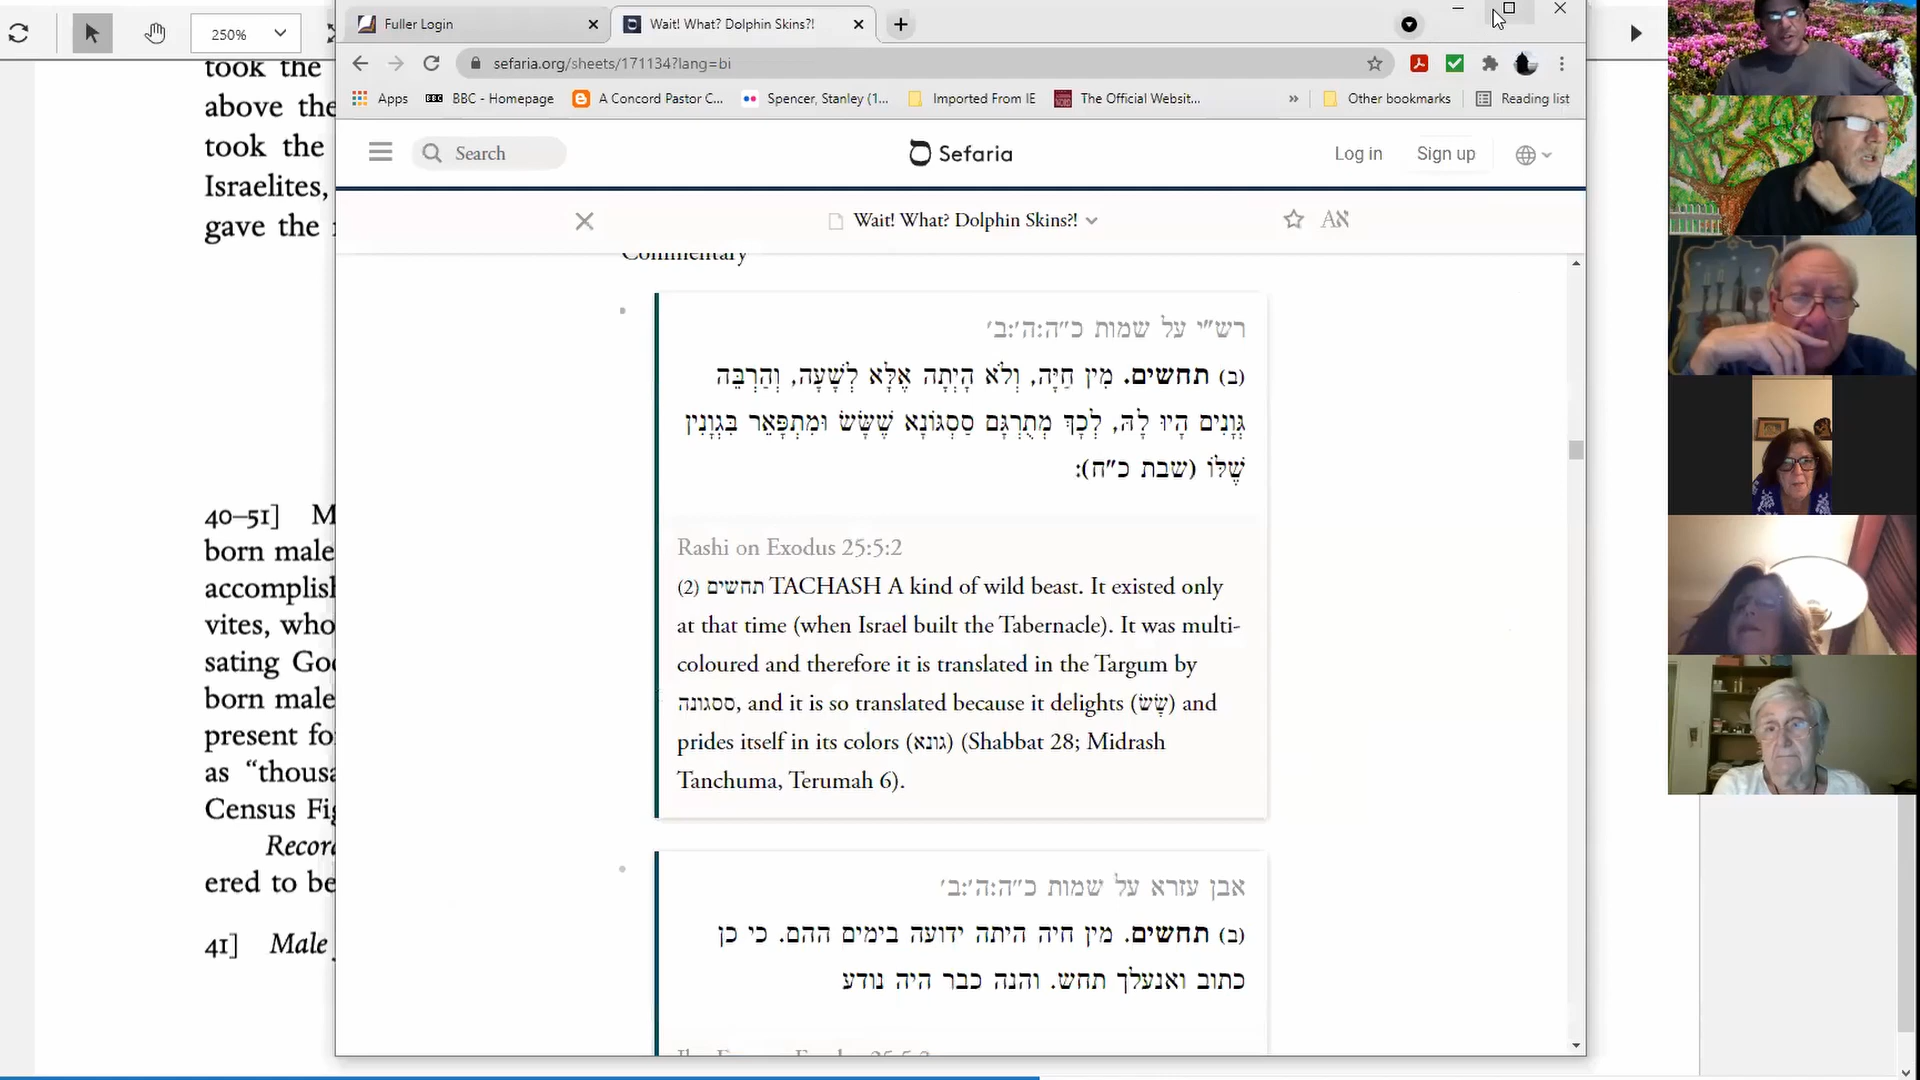 Fuller Login
Wait! What? Dolphin Skins?!
250%
sefaria.org/sheets/171134?lang=bi
Apps
BBC - Homepage
A Concord Pastor C...
Spencer, Stanley (1...
Imported From IE
The Official Websit...
»
Other bookmarks
Reading list
Search
Sefaria
Log in
Sign up
Wait! What? Dolphin Skins?!
Commentary
רש"י על שמות כ״ה:ה׳:ב׳
(ב) תחשים. מִין חַיָּה, וְלֹא הָיְתָה אֶלָּא לְשָׁעָה, וְהַרְבֵּה
גְּוָנִים הָיוּ לָהּ, לְכָךְ מְתֻרְגָּם סַסְגּוֹנָא שֶׁשָּׂשׂ וּמִתְפָּאֵר בִּגְוָנִין
שֶׁלּוֹ (שבת כ"ח):
Rashi on Exodus 25:5:2
(2) תחשים TACHASH A kind of wild beast. It existed only
at that time (when Israel built the Tabernacle). It was multi-
coloured and therefore it is translated in the Targum by
ססגונה, and it is so translated because it delights (שָׂשׂ) and
prides itself in its colors (גונא) (Shabbat 28; Midrash
Tanchuma, Terumah 6).
אבן עזרא על שמות כ״ה:ה׳:ב׳
(ב) תחשים. מין חיה היתה ידועה בימים ההם. כי כן
כתוב ואנעלך תחש. והנה כבר היה נודע
took the
above the
took the
Israelites,
gave the
40–51] M
born male
accomplish
vites, who
sating Go
born male
present fo
as “thousa
Census Fi
Record
ered to be
41] Male